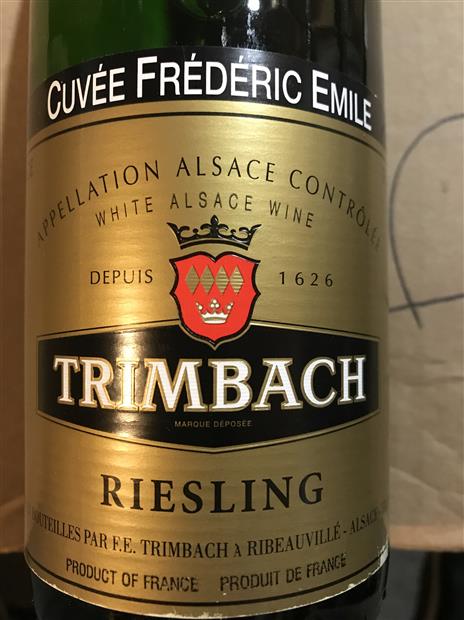 CUVÉE FRÉDÉRIC EMILE
APPELLATION ALSACE CONTRÔLÉE
WHITE ALSACE WINE
DEPUIS 1626
TRIMBACH
MARQUE DÉPOSÉE
RIESLING
BOUTEILLES PAR F.E. TRIMBACH À RIBEAUVILLÉ - ALSACE
PRODUCT OF FRANCE PRODUIT DE FRANCE